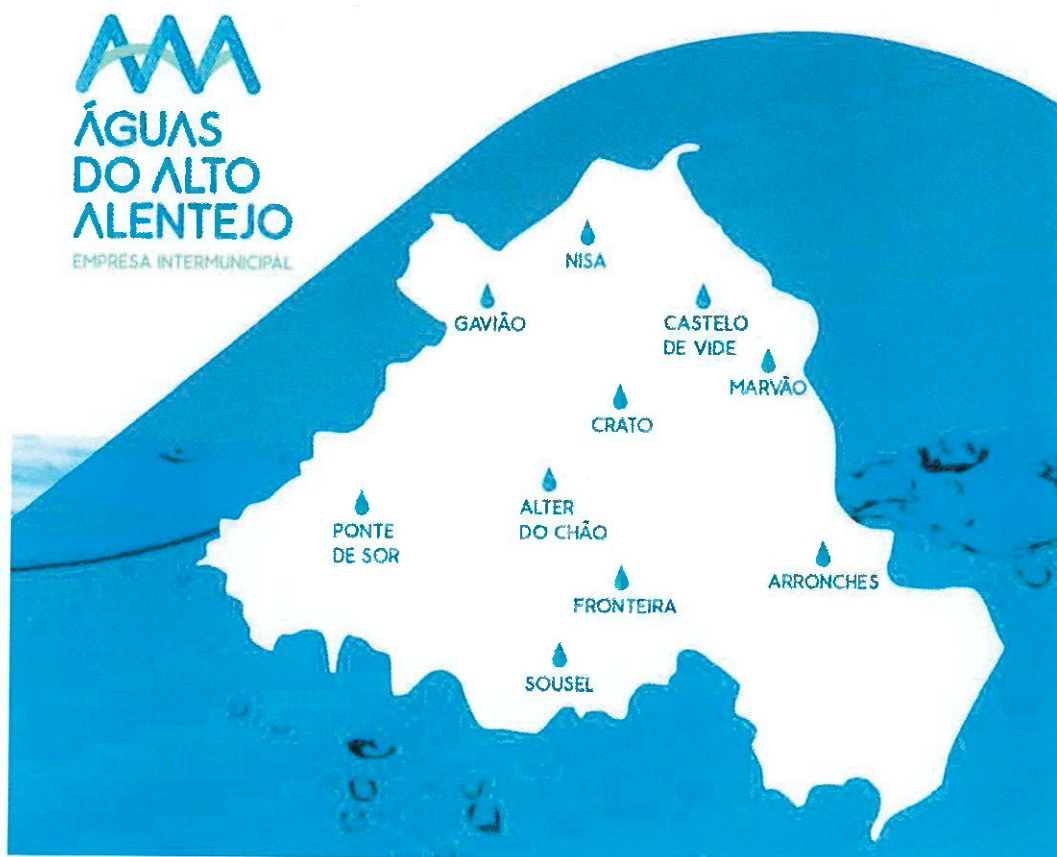 ÁGUAS
DO ALTO
ALENTEJO
EMPRESA INTERMUNICIPAL
NISA
GAVIÃO
CASTELO
DE VIDE
MARVÃO
CRATO
PONTE
DE SOR
ALTER
DO CHÃO
ARRONCHES
FRONTEIRA
SOUSEL